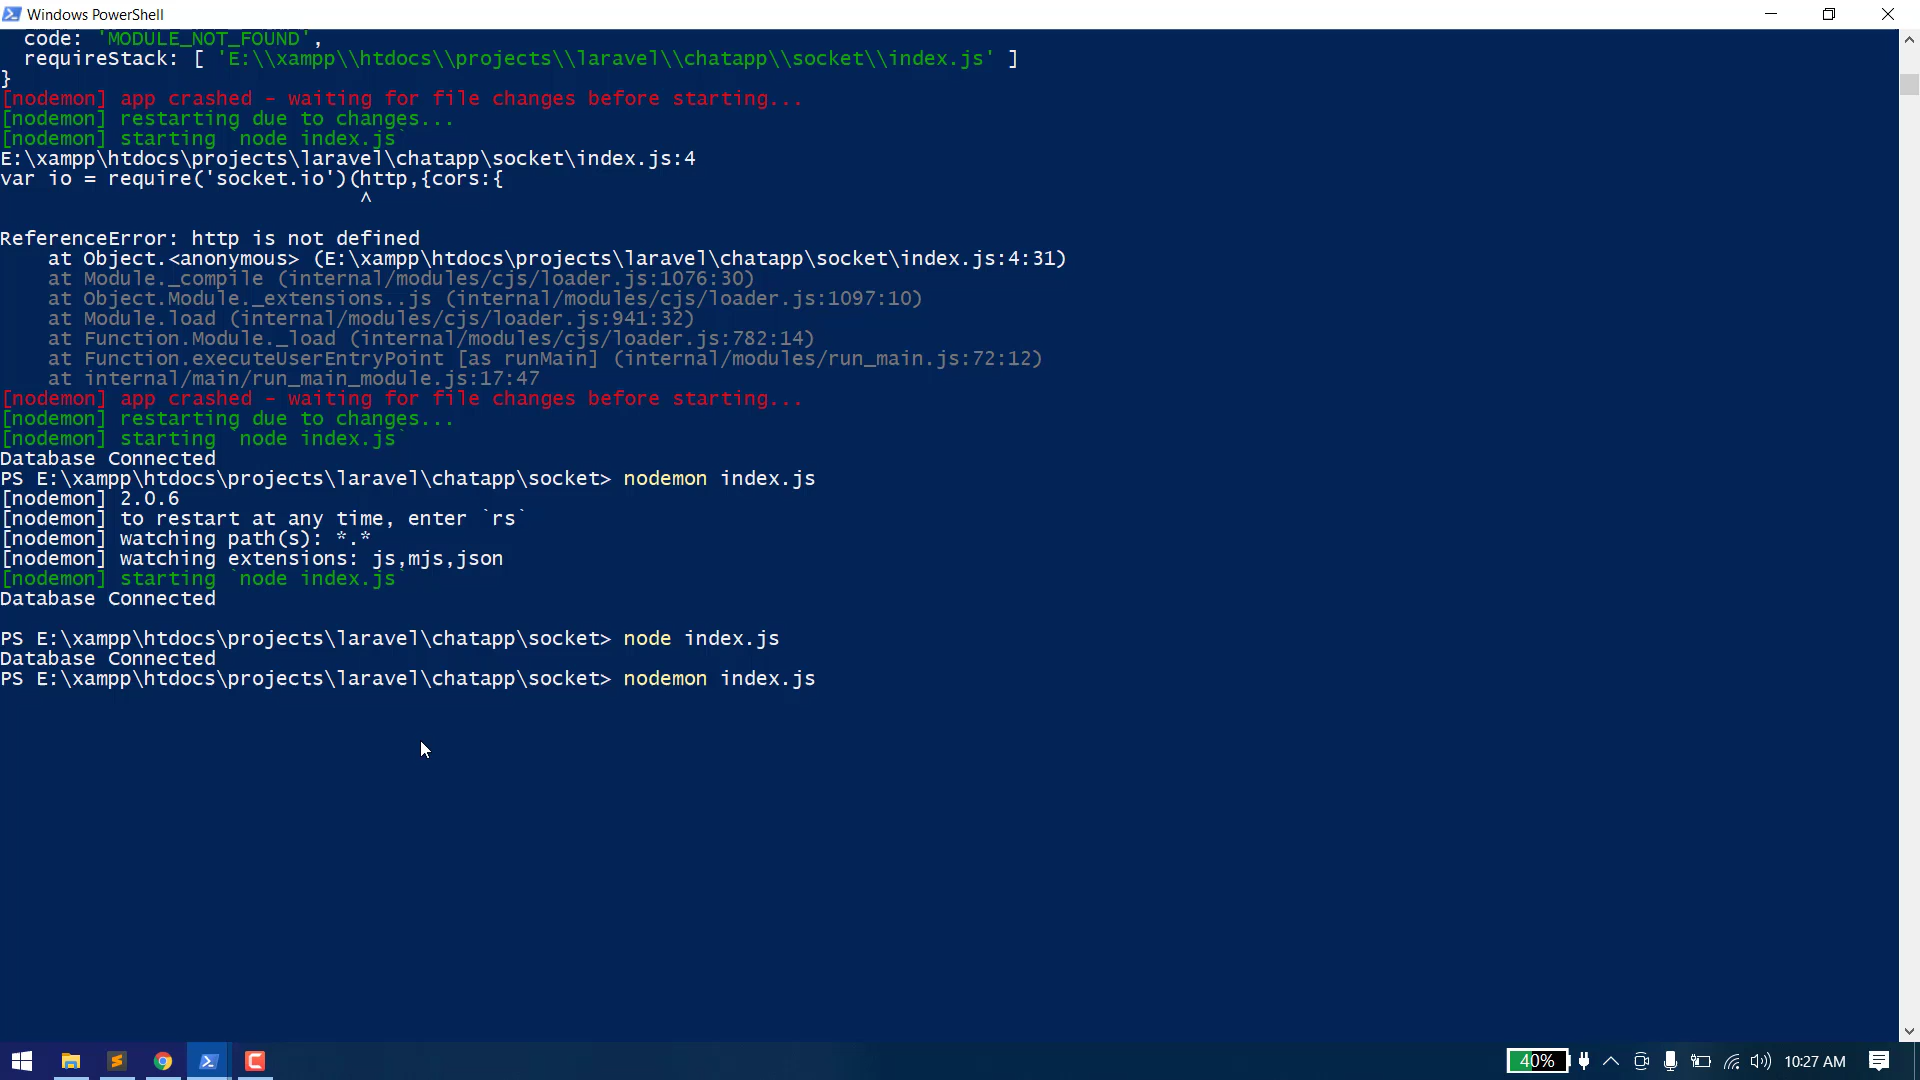 Windows PowerShell
code: 'MODULE_NOT_FOUND',
requireStack: [ 'E:\\xampp\\htdocs\\projects\\laravel\\chatapp\\socket\\index.js' ]
}
[nodemon] app crashed - waiting for file changes before starting...
[nodemon] restarting due to changes...
[nodemon] starting `node index.js`
E:\xampp\htdocs\projects\laravel\chatapp\socket\index.js:4
var io = require('socket.io')(http,{cors:{
^
ReferenceError: http is not defined
at Object.<anonymous> (E:\xampp\htdocs\projects\laravel\chatapp\socket\index.js:4:31)
at Module._compile (internal/modules/cjs/loader.js:1076:30)
at Object.Module._extensions..js (internal/modules/cjs/loader.js:1097:10)
at Module.load (internal/modules/cjs/loader.js:941:32)
at Function.Module._load (internal/modules/cjs/loader.js:782:14)
at Function.executeUserEntryPoint [as runMain] (internal/modules/run_main.js:72:12)
at internal/main/run_main_module.js:17:47
[nodemon] app crashed - waiting for file changes before starting...
[nodemon] restarting due to changes...
[nodemon] starting `node index.js`
Database Connected
PS E:\xampp\htdocs\projects\laravel\chatapp\socket> nodemon index.js
[nodemon] 2.0.6
[nodemon] to restart at any time, enter `rs`
[nodemon] watching path(s): *.*
[nodemon] watching extensions: js,mjs,json
[nodemon] starting `node index.js`
Database Connected
PS E:\xampp\htdocs\projects\laravel\chatapp\socket> node index.js
Database Connected
PS E:\xampp\htdocs\projects\laravel\chatapp\socket> nodemon index.js
40%
10:27 AM